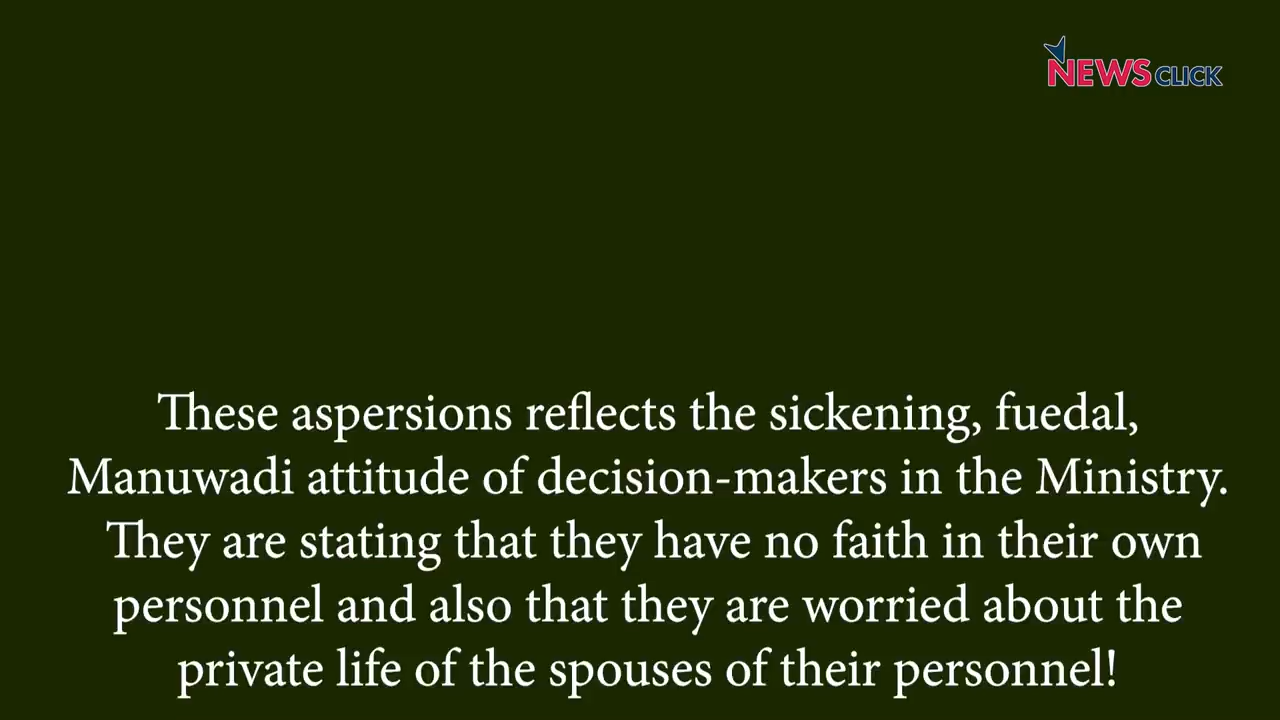 NEWSCLICK
These aspersions reflects the sickening, fuedal,
Manuwadi attitude of decision-makers in the Ministry.
They are stating that they have no faith in their own
personnel and also that they are worried about the
private life of the spouses of their personnel!